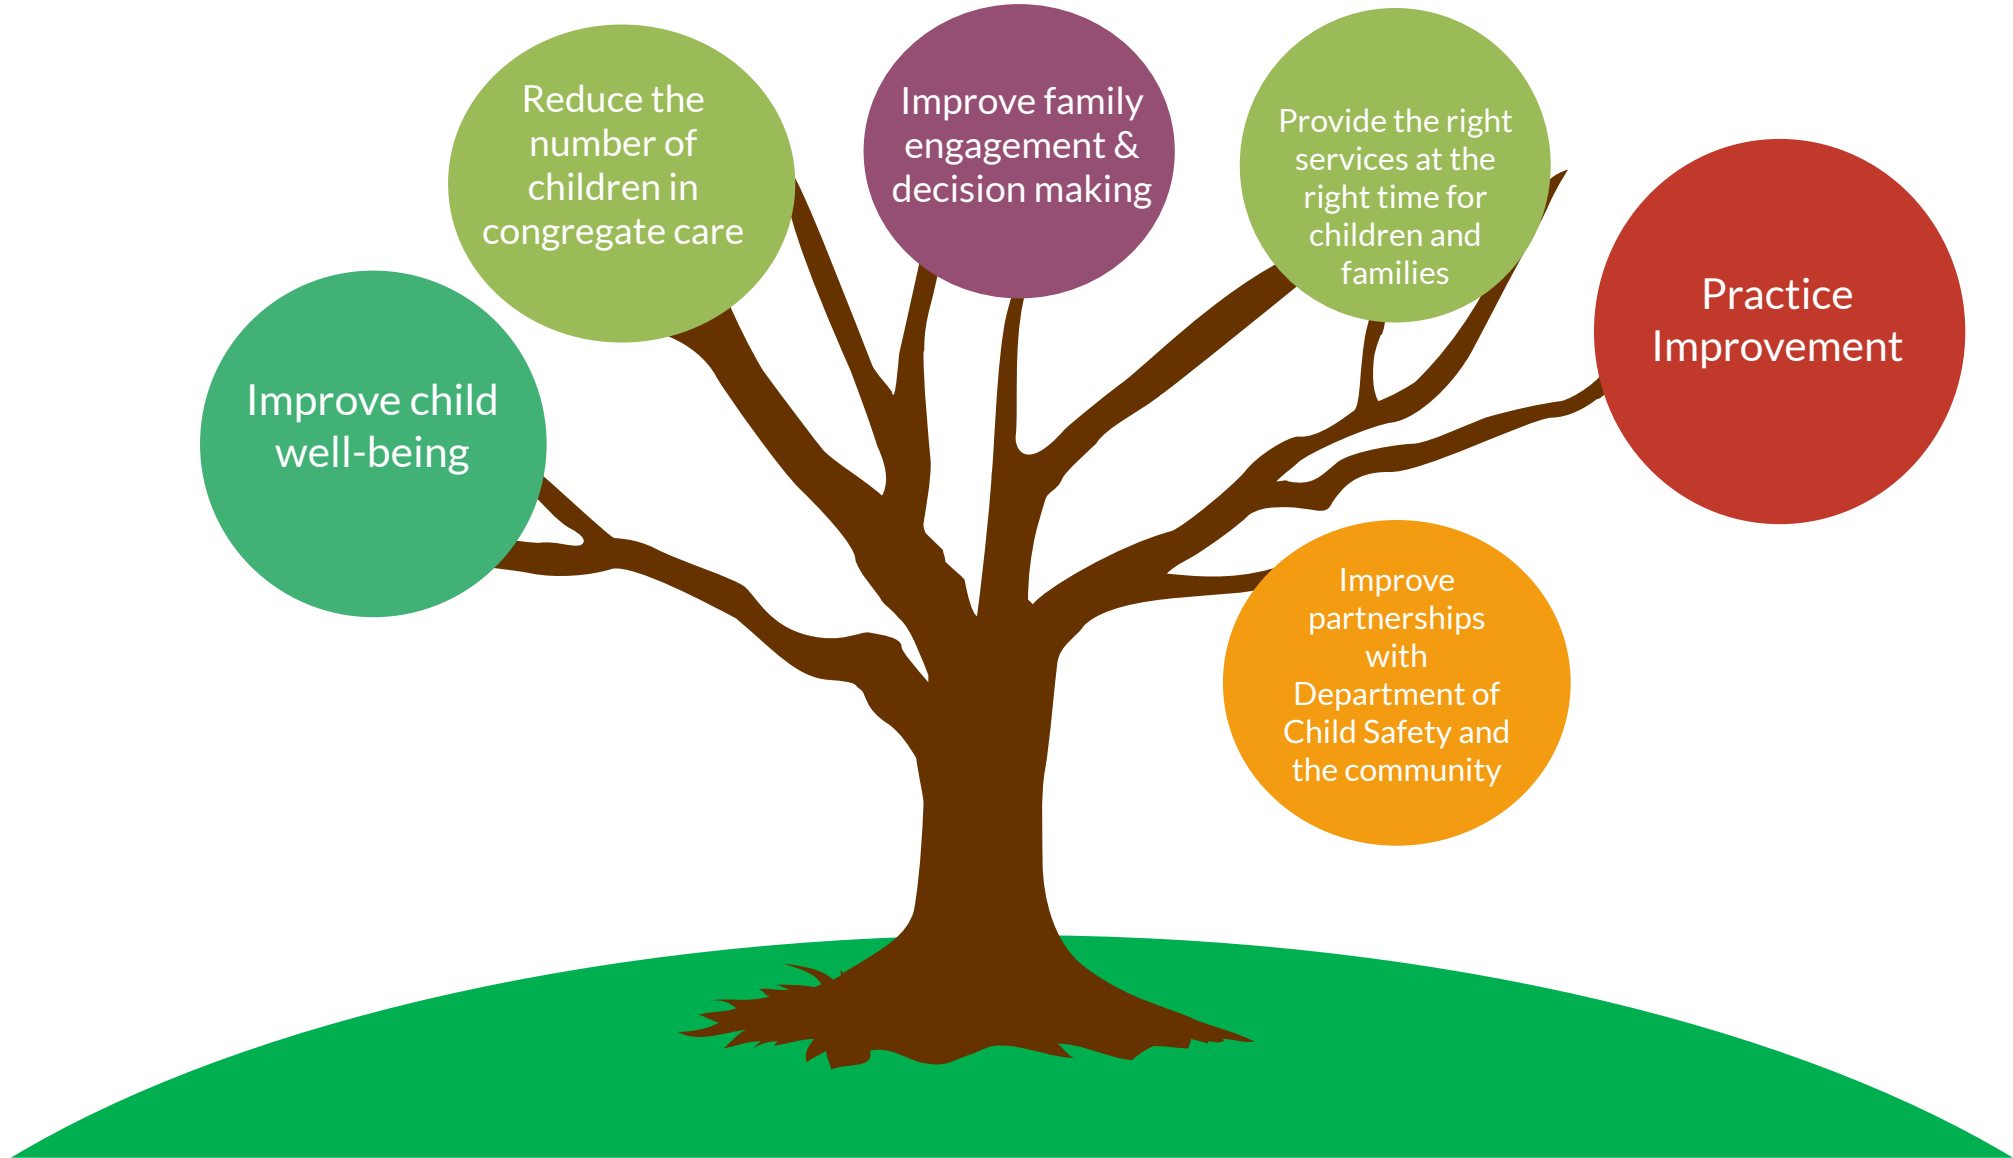 Reduce the
number of
children in
congregate care
Improve family
engagement &
decision making
Provide the right
services at the
right time for
children and
families
Practice
Improvement
Improve child
well-being
Improve
partnerships
with
Department of
Child Safety and
the community